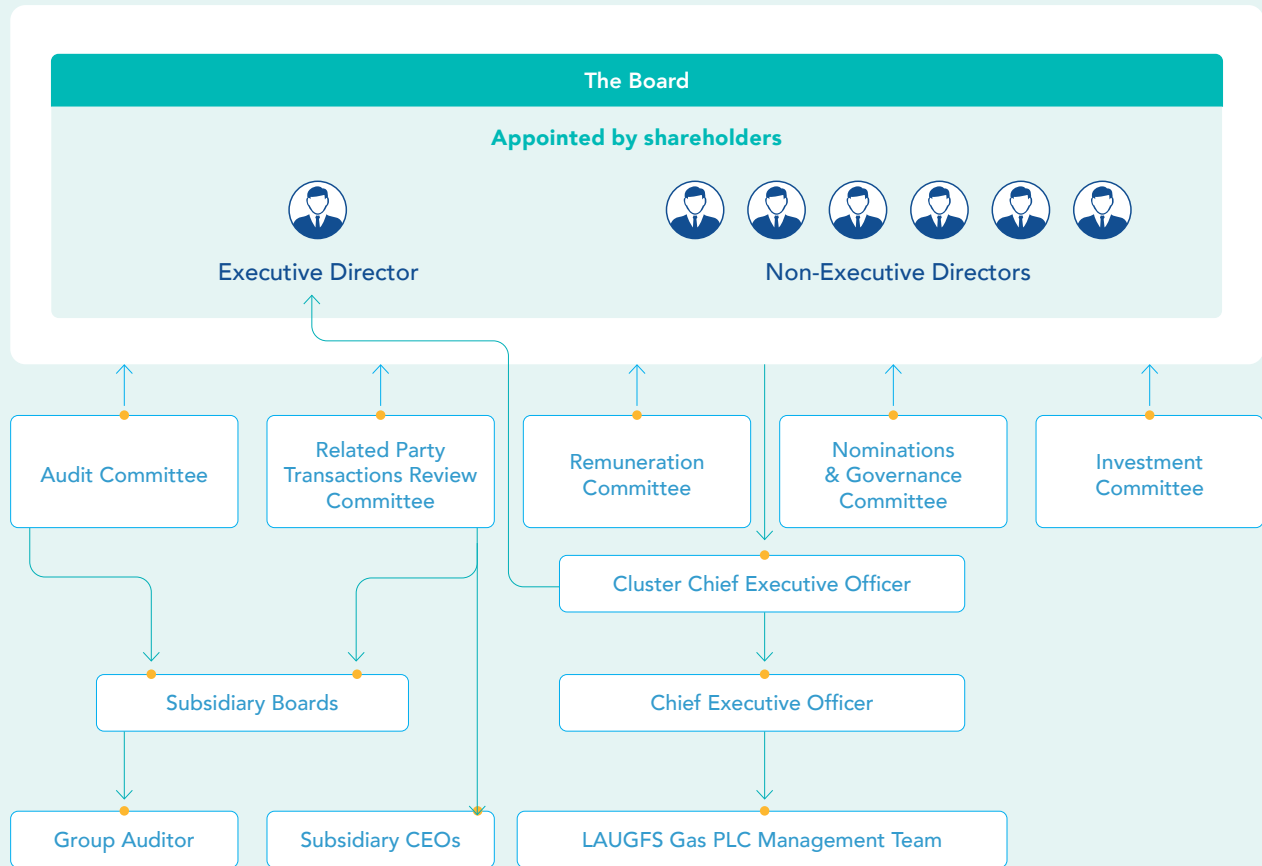 The Board
Appointed by shareholders
Executive Director
Non-Executive Directors
Audit Committee
Related Party
Transactions Review
Committee
Remuneration
Committee
Nominations
& Governance
Committee
Investment
Committee
Cluster Chief Executive Officer
Subsidiary Boards
Chief Executive Officer
Group Auditor
Subsidiary CEOs
LAUGFS Gas PLC Management Team